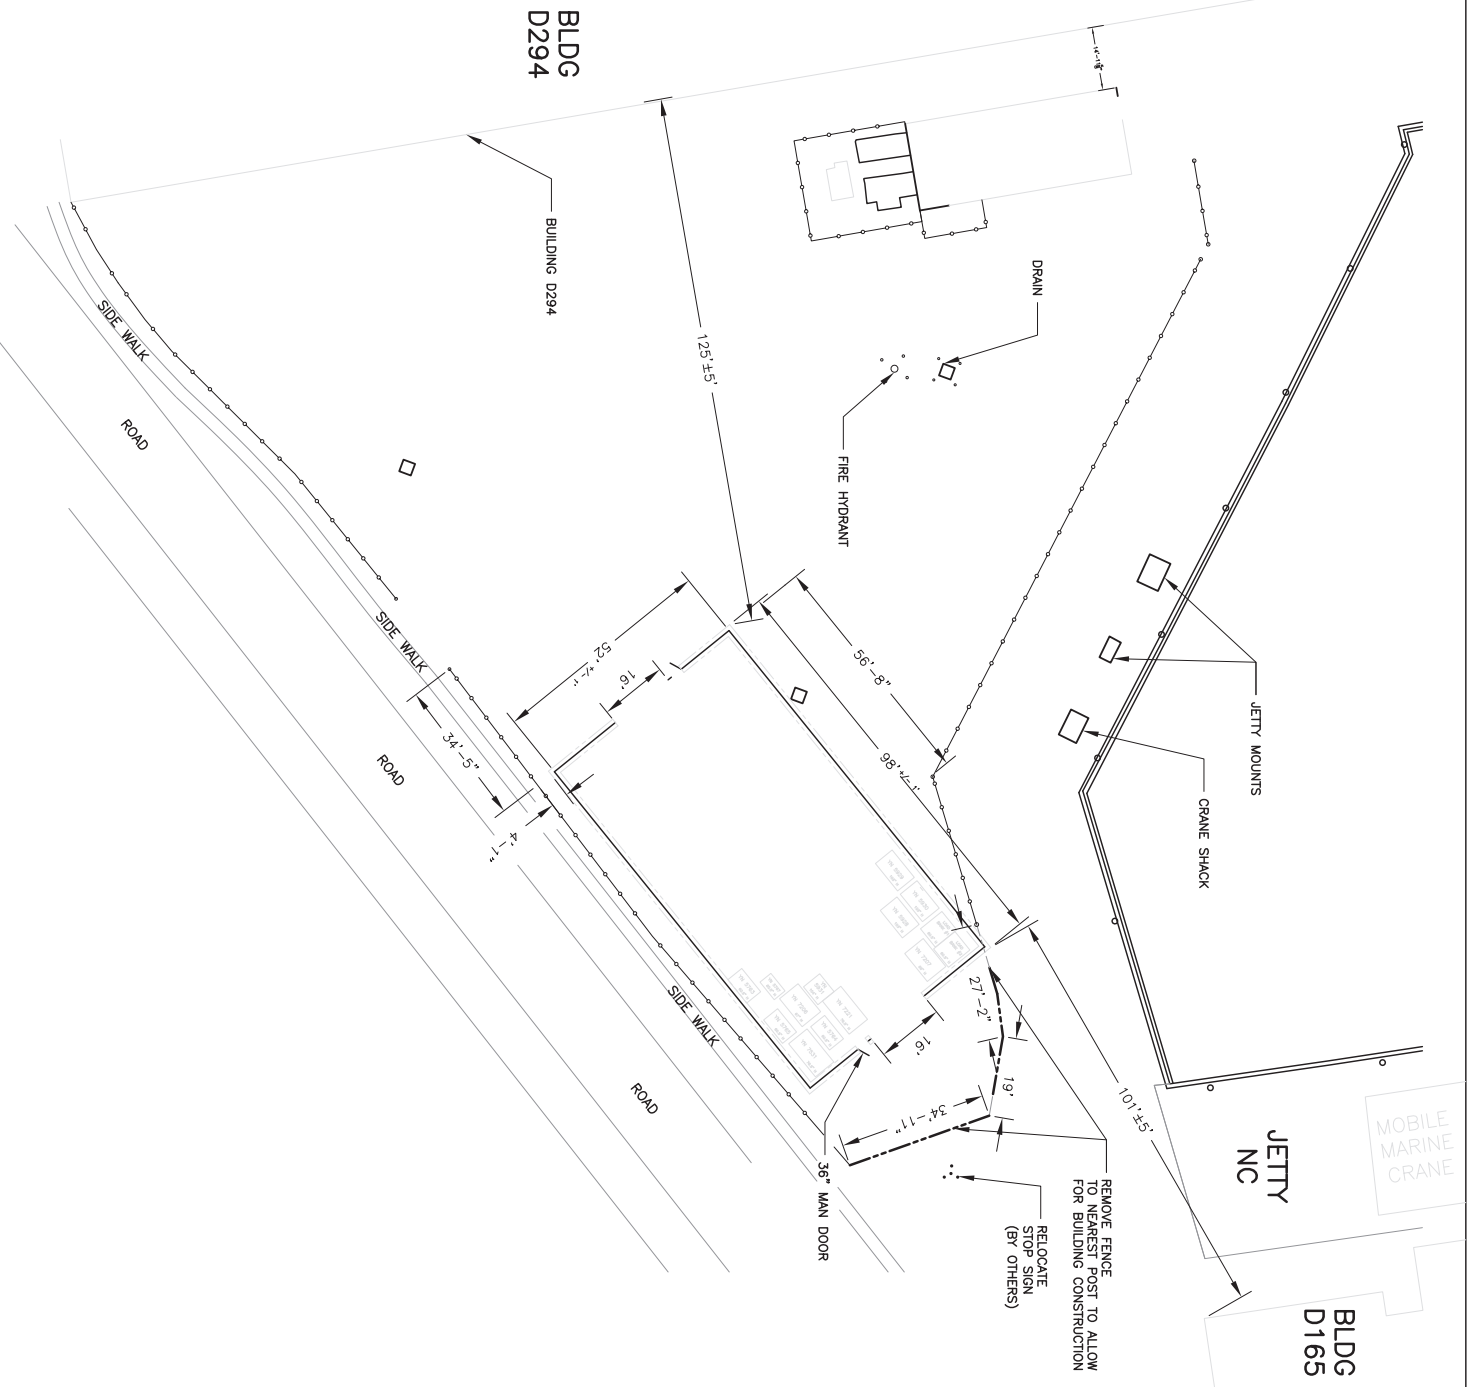 BLDG
D294
BUILDING D294
125'±5'
DRAIN
FIRE HYDRANT
SIDE WALK
ROAD
SIDE WALK
ROAD
SIDE WALK
ROAD
52' +/-1'
16'
34'-5"
4'-1"
56'-8"
98' +/-1'
JETTY MOUNTS
CRANE SHACK
27'-2"
19'
16'
34'-11"
101'±5'
36" MAN DOOR
REMOVE FENCE
TO NEAREST POST TO ALLOW
FOR BUILDING CONSTRUCTION
RELOCATE
STOP SIGN
(BY OTHERS)
JETTY
NC
MOBILE
MARINE
CRANE
BLDG
D165